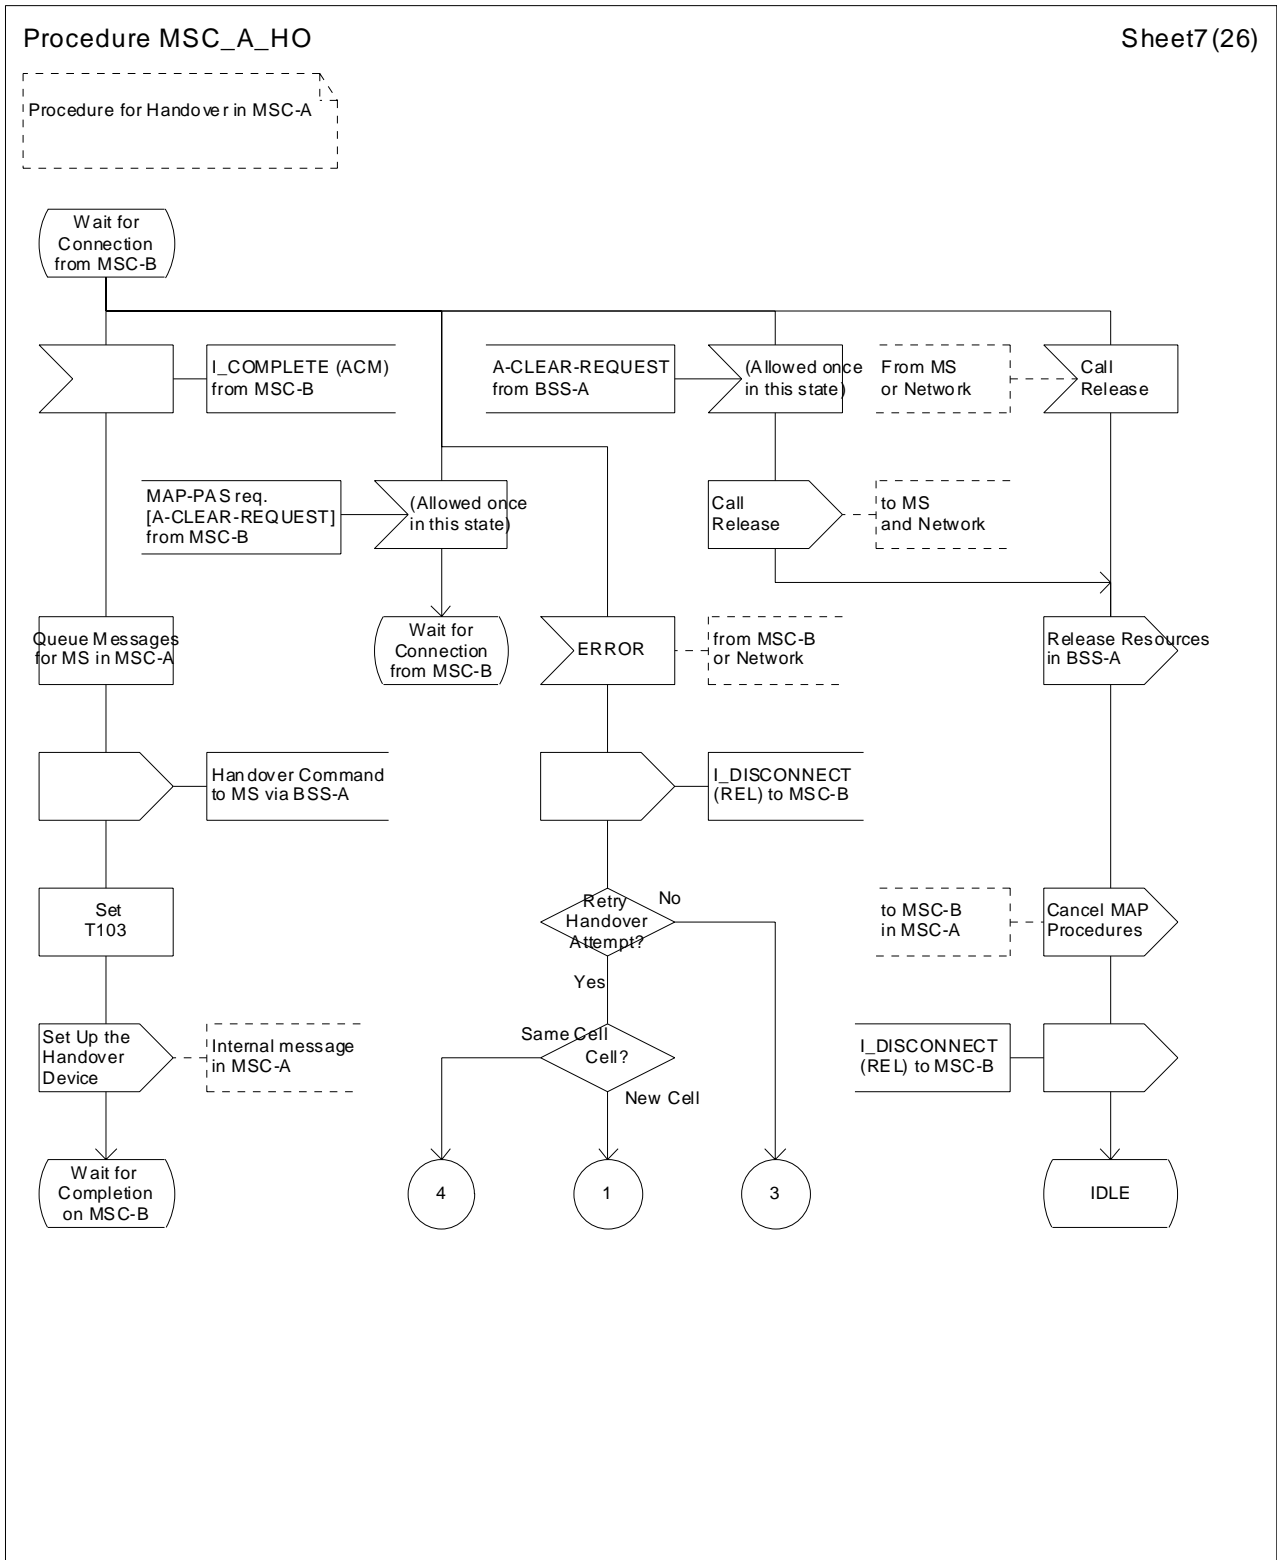 Procedure MSC_A_HO
Sheet7(26)
Procedure for Handover in MSC-A
Wait for
Connection
from MSC-B
I_COMPLETE (ACM)
from MSC-B
A-CLEAR-REQUEST
from BSS-A
(Allowed once
in this state)
From MS
or Network
Call
Release
MAP-PAS req.
[A-CLEAR-REQUEST]
from MSC-B
(Allowed once
in this state)
Call
Release
to MS
and Network
Queue Messages
for MS in MSC-A
Wait for
Connection
from MSC-B
ERROR
from MSC-B
or Network
Release Resources
in BSS-A
Handover Command
to MS via BSS-A
I_DISCONNECT
(REL) to MSC-B
Set
T103
Retry
Handover
Attempt?
No
to MSC-B
in MSC-A
Cancel MAP
Procedures
Yes
Set Up the
Handover
Device
Internal message
in MSC-A
Same Cell
Cell?
New Cell
I_DISCONNECT
(REL) to MSC-B
Wait for
Completion
on MSC-B
4
1
3
IDLE